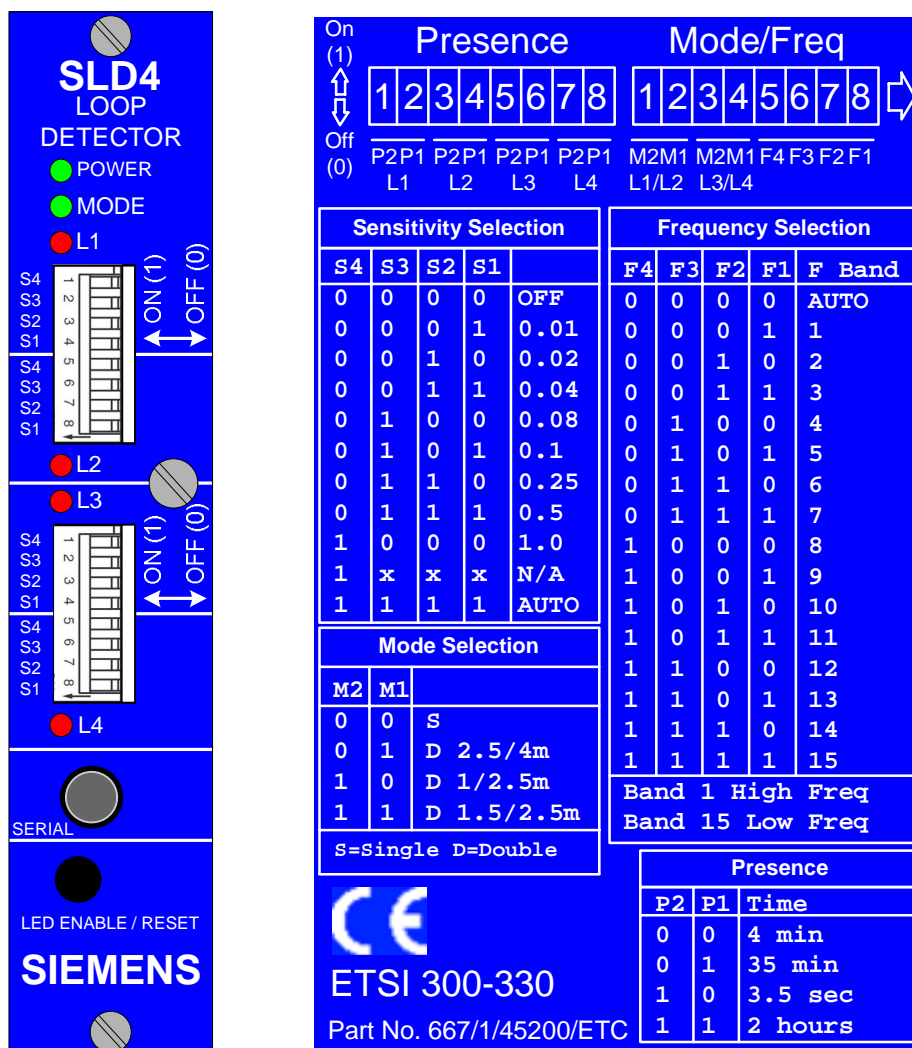 SLD4
LOOP
DETECTOR
POWER
MODE
L1
S4 1
S3 2
S2 3
S1 4
S4 5
S3 6
S2 7
S1 8
ON (1)
OFF (0)
L2
L3
S4 1
S3 2
S2 3
S1 4
S4 5
S3 6
S2 7
S1 8
ON (1)
OFF (0)
L4
SERIAL
LED ENABLE / RESET
SIEMENS
On
(1)
Off
(0)
Presence
1 2 3 4 5 6 7 8
P2 P1 P2 P1 P2 P1 P2 P1
L1 L2 L3 L4
Mode/Freq
1 2 3 4 5 6 7 8
M2 M1 M2 M1 F4 F3 F2 F1
L1/L2 L3/L4
Sensitivity Selection
S4 S3 S2 S1
0 0 0 0 OFF
0 0 0 1 0.01
0 0 1 0 0.02
0 0 1 1 0.04
0 1 0 0 0.08
0 1 0 1 0.1
0 1 1 0 0.25
0 1 1 1 0.5
1 0 0 0 1.0
1 x x x N/A
1 1 1 1 AUTO
Mode Selection
M2 M1
0 0 S
0 1 D 2.5/4m
1 0 D 1/2.5m
1 1 D 1.5/2.5m
S=Single D=Double
Frequency Selection
F4 F3 F2 F1 F Band
0 0 0 0 AUTO
0 0 0 1 1
0 0 1 0 2
0 0 1 1 3
0 1 0 0 4
0 1 0 1 5
0 1 1 0 6
0 1 1 1 7
1 0 0 0 8
1 0 0 1 9
1 0 1 0 10
1 0 1 1 11
1 1 0 0 12
1 1 0 1 13
1 1 1 0 14
1 1 1 1 15
Band 1 High Freq
Band 15 Low Freq
Presence
P2 P1 Time
0 0 4 min
0 1 35 min
1 0 3.5 sec
1 1 2 hours
CE
ETSI 300-330
Part No. 667/1/45200/ETC